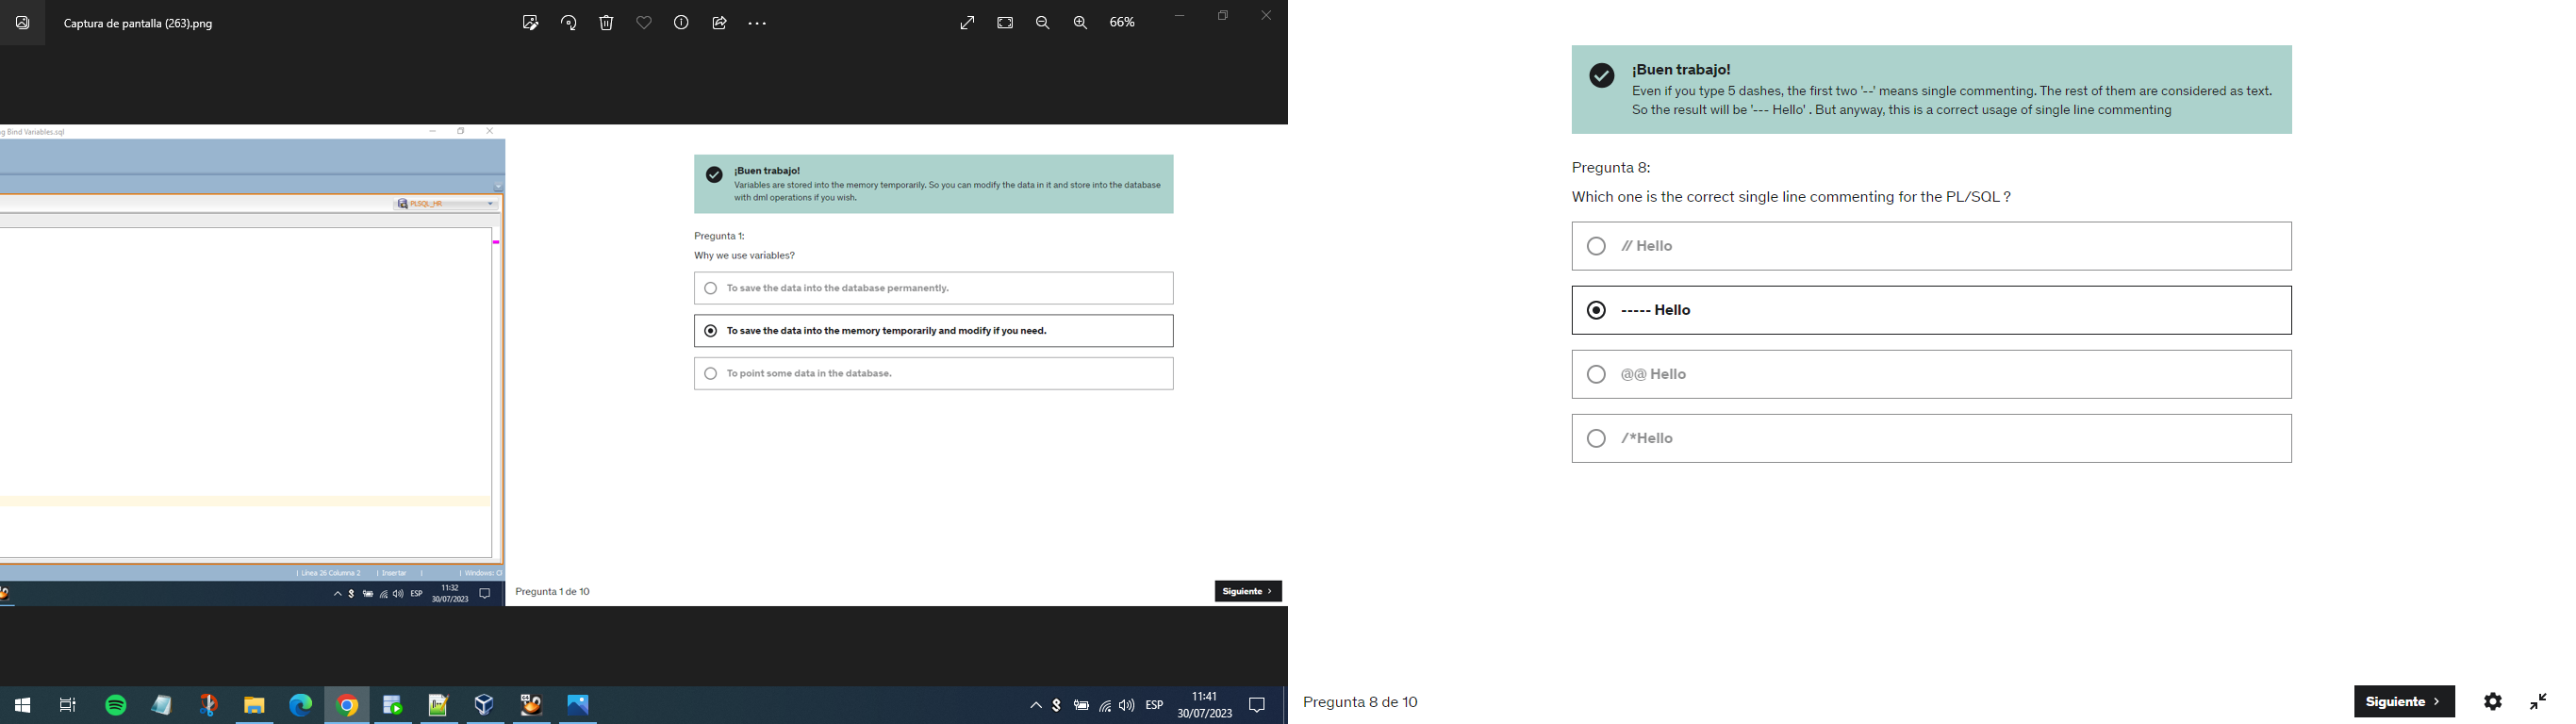 Captura de pantalla (263).png
66%
g Bind Variables.sql
PLSQL_HR
| Línea 26 Columna 2 | Insertar | | Windows: C
ESP
11:32
30/07/2023
¡Buen trabajo!
Variables are stored into the memory temporarily. So you can modify the data in it and store into the database
with dml operations if you wish.
Pregunta 1:
Why we use variables?
To save the data into the database permanently.
To save the data into the memory temporarily and modify if you need.
To point some data in the database.
Pregunta 1 de 10
Siguiente >
ESP
11:41
30/07/2023
¡Buen trabajo!
Even if you type 5 dashes, the first two '--' means single commenting. The rest of them are considered as text.
So the result will be '--- Hello' . But anyway, this is a correct usage of single line commenting
Pregunta 8:
Which one is the correct single line commenting for the PL/SQL ?
// Hello
----- Hello
@@ Hello
/*Hello
Pregunta 8 de 10
Siguiente >